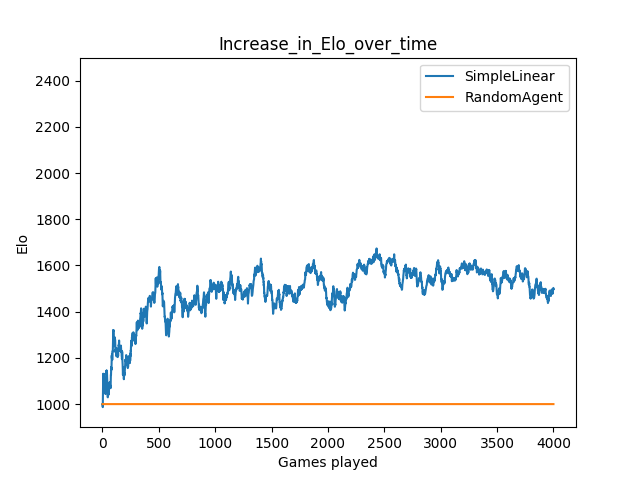 Increase_in_Elo_over_time
SimpleLinear
RandomAgent
2400
2200
2000
1800
1600
1400
1200
1000
Elo
0 500 1000 1500 2000 2500 3000 3500 4000
Games played